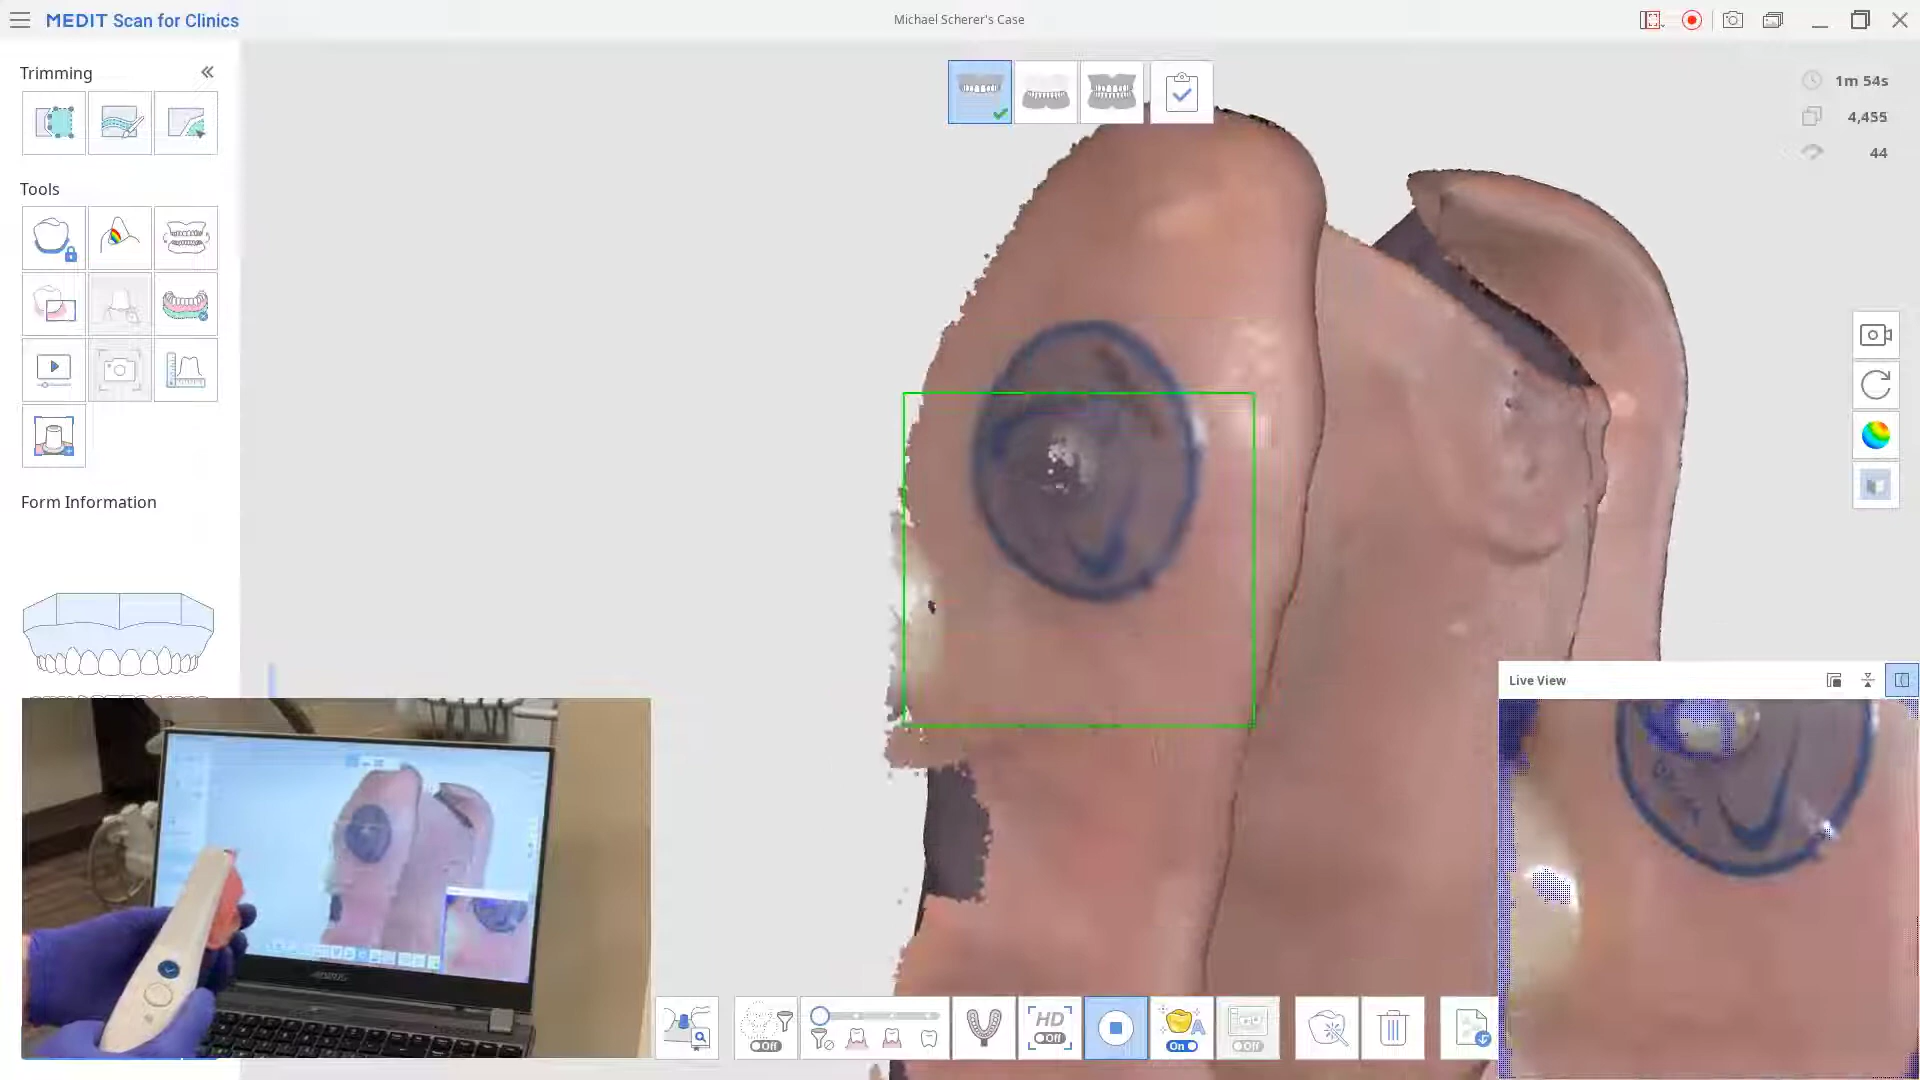 MEDIT Scan for Clinics
Michael Scherer's Case
Trimming
1m 54s
4,455
44
Tools
Form Information
Live View
Off
HD
Off
A
On
Off